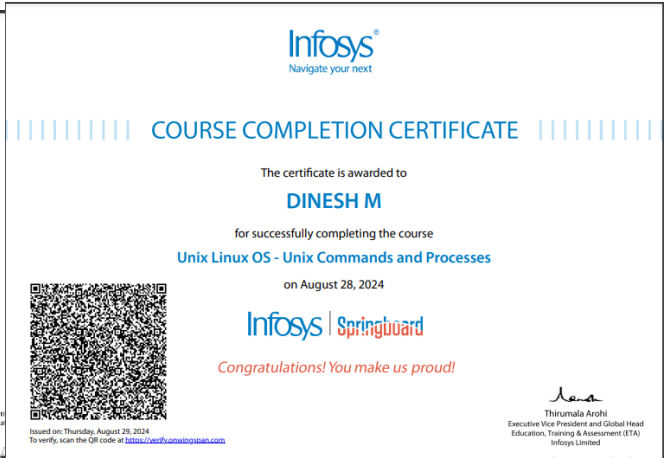 Infosys®
Navigate your next
COURSE COMPLETION CERTIFICATE
The certificate is awarded to
DINESH M
for successfully completing the course
Unix Linux OS - Unix Commands and Processes
on August 28, 2024
Infosys | Springboard
Congratulations! You make us proud!
Issued on: Thursday, August 29, 2024
To verify, scan the QR code at https://verify.onwingspan.com
Thirumala Arohi
Executive Vice President and Global Head
Education, Training & Assessment (ETA)
Infosys Limited